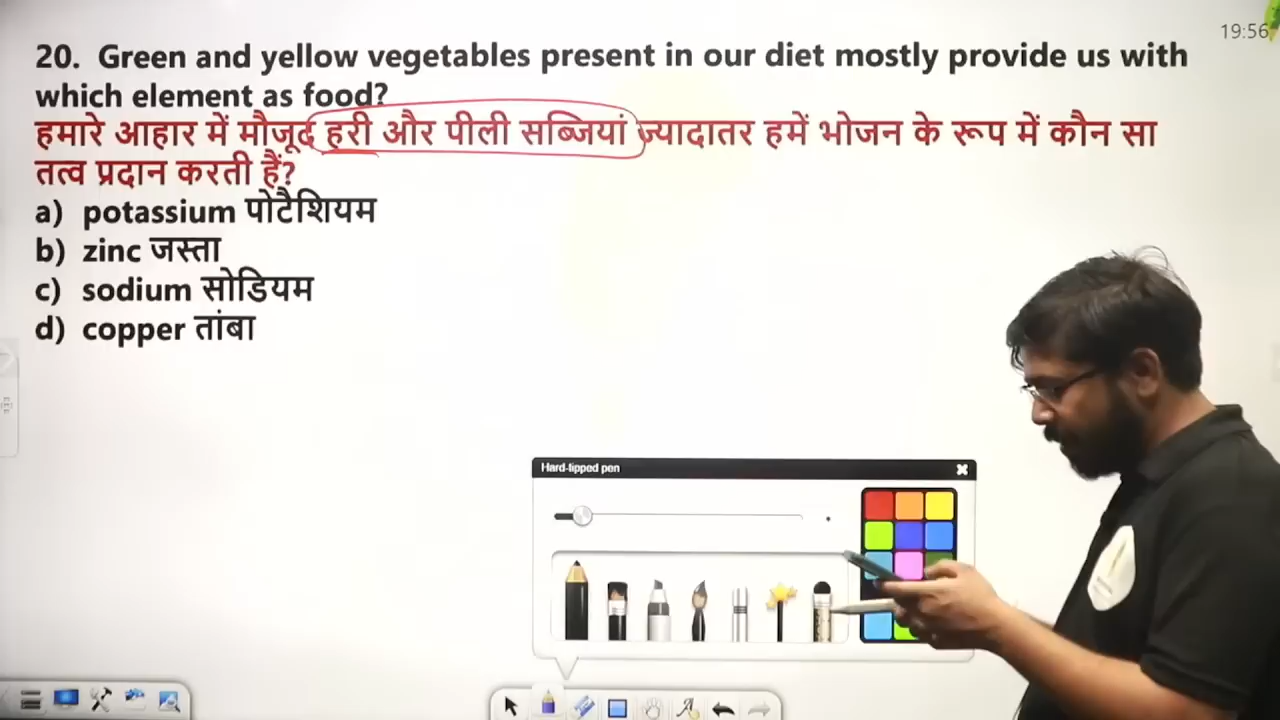 19:56
20. Green and yellow vegetables present in our diet mostly provide us with
which element as food?
हमारे आहार में मौजूद हरी और पीली सब्जियां ज्यादातर हमें भोजन के रूप में कौन सा
तत्व प्रदान करती हैं?
a) potassium पोटैशियम
b) zinc जस्ता
c) sodium सोडियम
d) copper तांबा
Hard-tipped pen